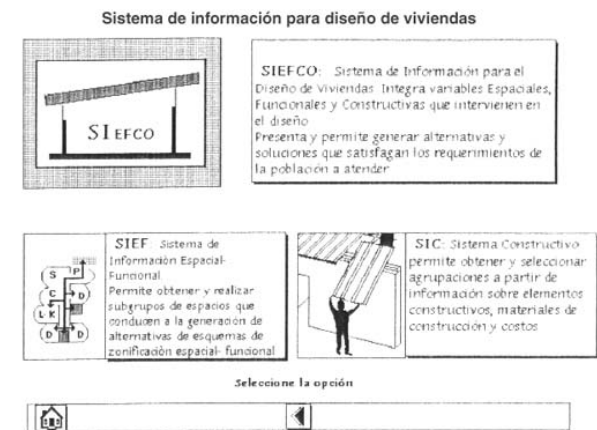 Sistema de información para diseño de viviendas
SIEFCO
SIEFCO: Sistema de Información para el
Diseño de Viviendas Integra variables Espaciales,
Funcionales y Constructivas que intervienen en
el diseño
Presenta y permite generar alternativas y
soluciones que satisfagan los requerimientos de
la población a atender
S P
C D
L-K
D D
SIEF: Sistema de
Información Espacial-
Funcional
Permite obtener y realizar
subgrupos de espacios que
conducen a la generación de
alternativas de esquemas de
zonificación espacial- funcional
SIC: Sistema Constructivo
permite obtener y seleccionar
agrupaciones a partir de
información sobre elementos
constructivos, materiales de
construcción y costos
Seleccione la opción